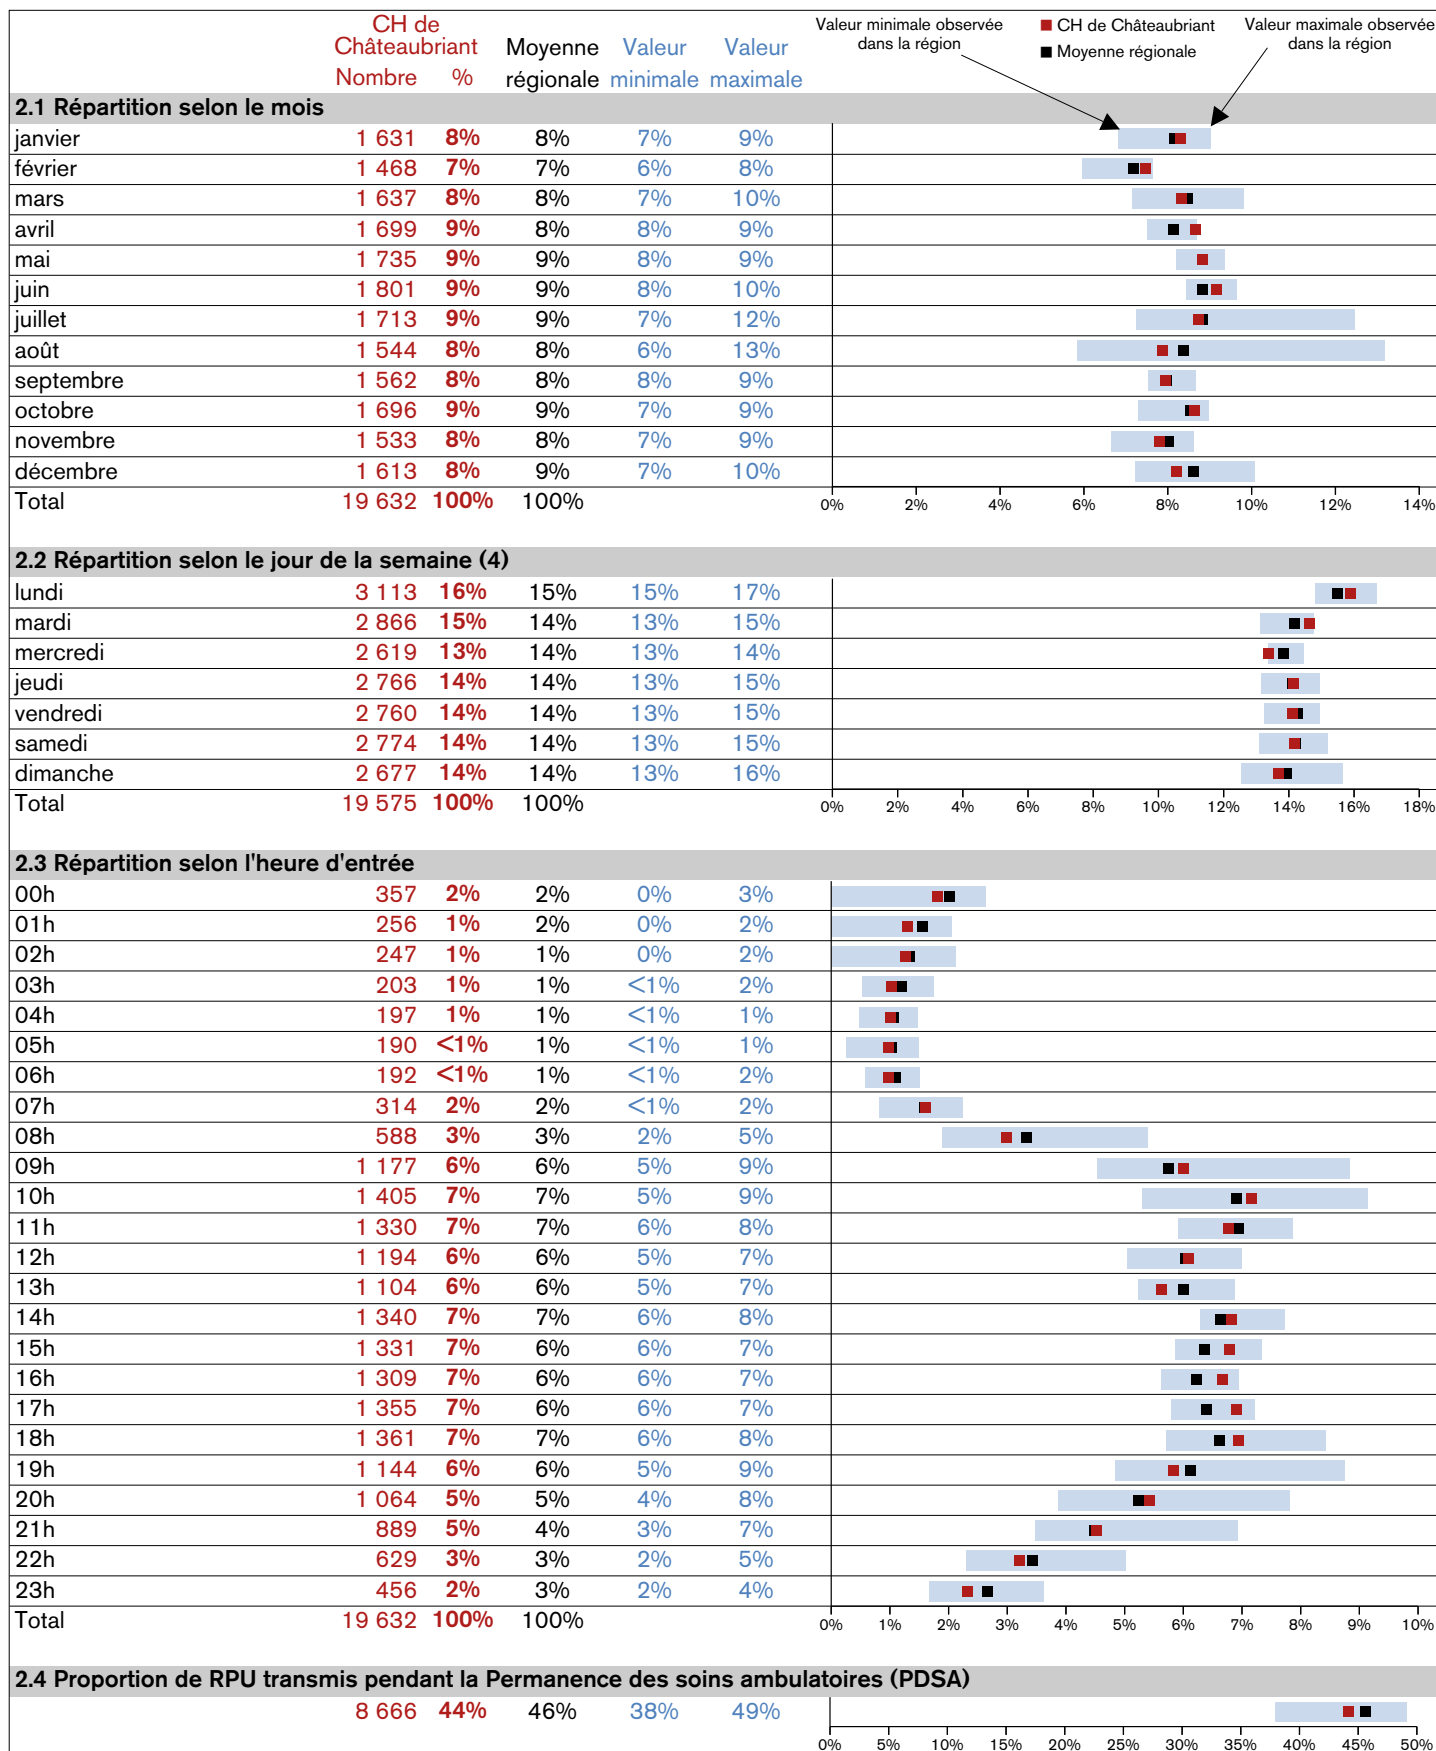 CH de Châteaubriant Moyenne Valeur Valeur
Nombre % régionale minimale maximale
Valeur minimale observée dans la région
CH de Châteaubriant
Moyenne régionale
Valeur maximale observée dans la région
2.1 Répartition selon le mois
janvier 1 631 8% 8% 7% 9%
février 1 468 7% 7% 6% 8%
mars 1 637 8% 8% 7% 10%
avril 1 699 9% 8% 8% 9%
mai 1 735 9% 9% 8% 9%
juin 1 801 9% 9% 8% 10%
juillet 1 713 9% 9% 7% 12%
août 1 544 8% 8% 6% 13%
septembre 1 562 8% 8% 8% 9%
octobre 1 696 9% 9% 7% 9%
novembre 1 533 8% 8% 7% 9%
décembre 1 613 8% 9% 7% 10%
Total 19 632 100% 100%
0% 2% 4% 6% 8% 10% 12% 14%
2.2 Répartition selon le jour de la semaine (4)
lundi 3 113 16% 15% 15% 17%
mardi 2 866 15% 14% 13% 15%
mercredi 2 619 13% 14% 13% 14%
jeudi 2 766 14% 14% 13% 15%
vendredi 2 760 14% 14% 13% 15%
samedi 2 774 14% 14% 13% 15%
dimanche 2 677 14% 14% 13% 16%
Total 19 575 100% 100%
0% 2% 4% 6% 8% 10% 12% 14% 16% 18%
2.3 Répartition selon l'heure d'entrée
00h 357 2% 2% 0% 3%
01h 256 1% 2% 0% 2%
02h 247 1% 1% 0% 2%
03h 203 1% 1% <1% 2%
04h 197 1% 1% <1% 1%
05h 190 <1% 1% <1% 1%
06h 192 <1% 1% <1% 2%
07h 314 2% 2% <1% 2%
08h 588 3% 3% 2% 5%
09h 1 177 6% 6% 5% 9%
10h 1 405 7% 7% 5% 9%
11h 1 330 7% 7% 6% 8%
12h 1 194 6% 6% 5% 7%
13h 1 104 6% 6% 5% 7%
14h 1 340 7% 7% 6% 8%
15h 1 331 7% 6% 6% 7%
16h 1 309 7% 6% 6% 7%
17h 1 355 7% 6% 6% 7%
18h 1 361 7% 7% 6% 8%
19h 1 144 6% 6% 5% 9%
20h 1 064 5% 5% 4% 8%
21h 889 5% 4% 3% 7%
22h 629 3% 3% 2% 5%
23h 456 2% 3% 2% 4%
Total 19 632 100% 100%
0% 1% 2% 3% 4% 5% 6% 7% 8% 9% 10%
2.4 Proportion de RPU transmis pendant la Permanence des soins ambulatoires (PDSA)
8 666 44% 46% 38% 49%
0% 5% 10% 15% 20% 25% 30% 35% 40% 45% 50%